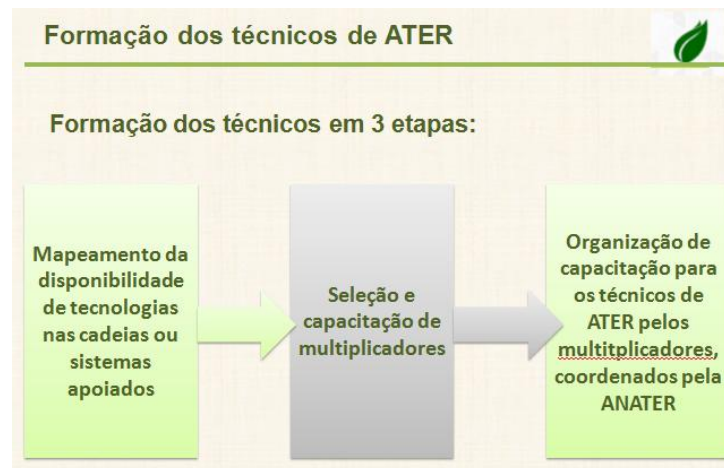 Formação dos técnicos de ATER
Formação dos técnicos em 3 etapas:
Mapeamento da
disponibilidade
de tecnologias
nas cadeias ou
sistemas
apoiados
Seleção e
capacitação de
multiplicadores
Organização de
capacitação para
os técnicos de
ATER pelos
multitplicadores,
coordenados pela
ANATER